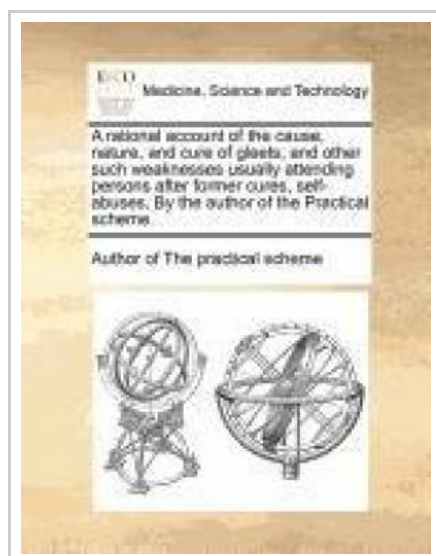 ECCO
Medicine, Science and Technology
A rational account of the cause,
nature, and cure of gleets, and other
such weaknesses usually attending
persons after former cures, self-
abuses. By the author of the Practical
scheme.
Author of The practical scheme